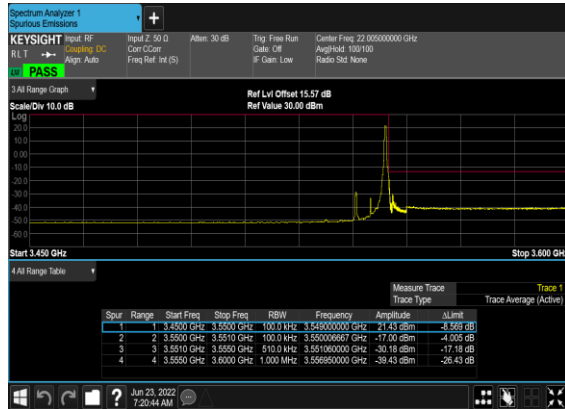 Spectrum Analyzer 1
Spurious Emissions
KEYSIGHT Input: RF Input Z: 50 Ω Atten: 30 dB Trig: Free Run Center Freq: 22.005000000 GHz
RLT Coupling: DC Corr CCorr Gate: Off Avg|Hold: 100/100
Align: Auto Freq Ref: Int (S) IF Gain: Low Radio Std: None
LM PASS
3 All Range Graph
Ref Lvl Offset 15.57 dB
Scale/Div 10.0 dB Ref Value 30.00 dBm
Log
20.0
10.0
0.00
-10.0
-20.0
-30.0
-40.0
-50.0
-60.0
Start 3.450 GHz Stop 3.600 GH
4 All Range Table
Measure Trace Trace 1
Trace Type Trace Average (Active)
Spur Range Start Freq Stop Freq RBW Frequency Amplitude ΔLimit
1 1 3.4500 GHz 3.5500 GHz 100.0 kHz 3.549000000 GHz 21.43 dBm -8.569 dB
2 2 3.5500 GHz 3.5510 GHz 100.0 kHz 3.550006667 GHz -17.00 dBm -4.005 dB
3 3 3.5510 GHz 3.5550 GHz 510.0 kHz 3.551060000 GHz -30.18 dBm -17.18 dB
4 4 3.5550 GHz 3.6000 GHz 1.000 MHz 3.556950000 GHz -39.43 dBm -26.43 dB
Jun 23, 2022
7:20:44 AM